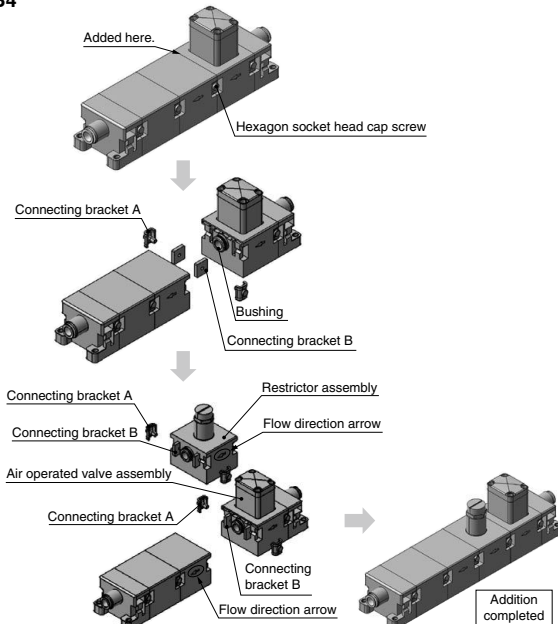 Added here.
Hexagon socket head cap screw
Connecting bracket A
Bushing
Connecting bracket B
Connecting bracket A
Restrictor assembly
Connecting bracket B
Flow direction arrow
Air operated valve assembly
Connecting bracket A
Connecting
bracket B
Flow direction arrow
Addition
completed